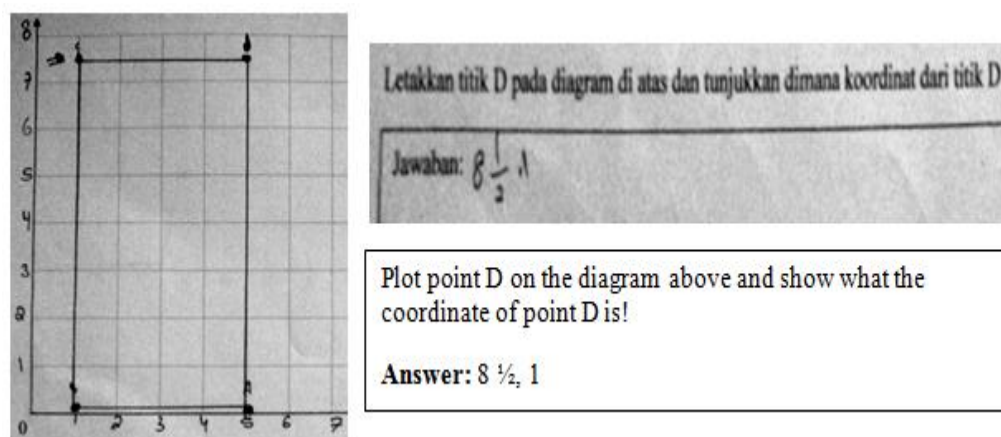 8
7
6
5
4
3
2
1
0 1 2 3 4 5 6 7
Letakkan titik D pada diagram di atas dan tunjukkan dimana koordinat dari titik D
Jawaban: 8 1/2, 1
Plot point D on the diagram above and show what the
coordinate of point D is!
Answer: 8 ½, 1